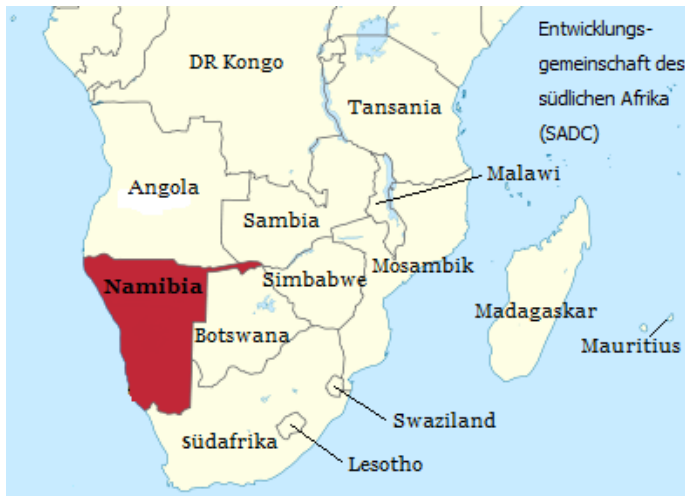 Entwicklungs-
gemeinschaft des
südlichen Afrika
(SADC)
DR Kongo
Tansania
Malawi
Angola
Sambia
Mosambik
Namibia
Simbabwe
Madagaskar
Botswana
Mauritius
Swaziland
südafrika
Lesotho